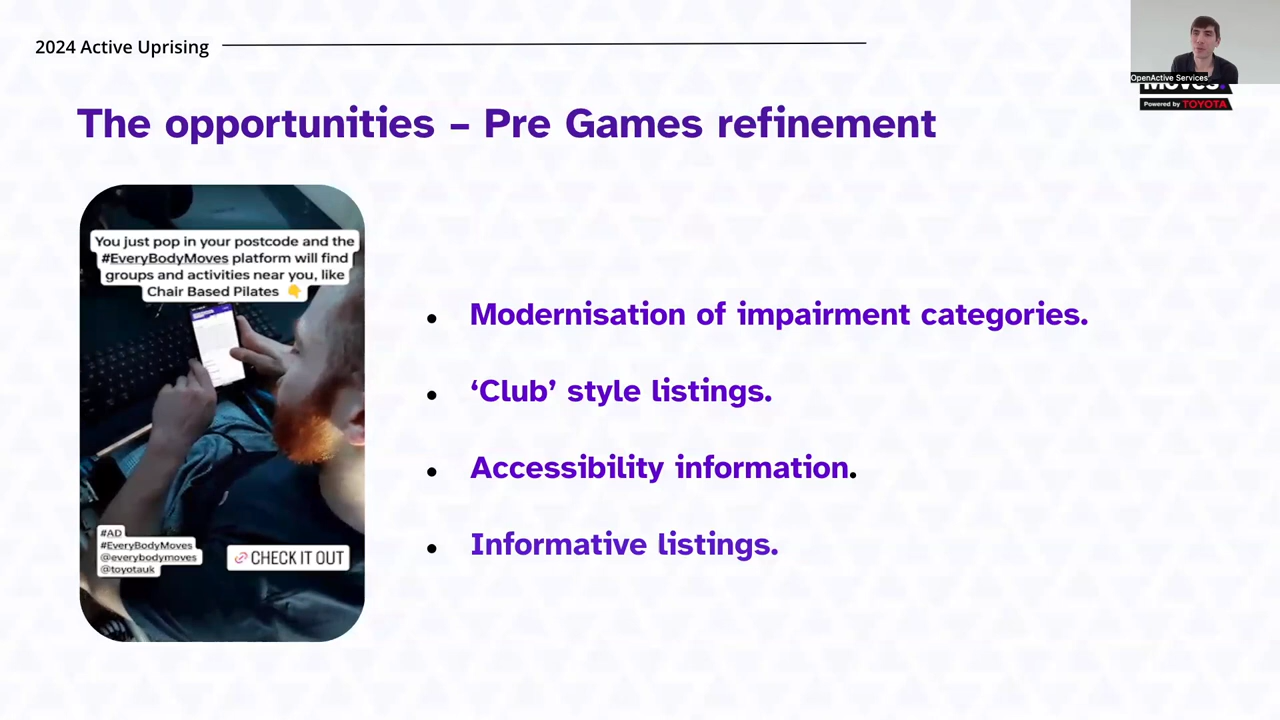 2024 Active Uprising
OpenActive Services
Moves.
Powered by TOYOTA
The opportunities – Pre Games refinement
You just pop in your postcode and the
#EveryBodyMoves platform will find
groups and activities near you, like
Chair Based Pilates 👇
#AD
#EveryBodyMoves
@everybodymoves
@toyotauk
CHECK IT OUT
• Modernisation of impairment categories.
• ‘Club’ style listings.
• Accessibility information.
• Informative listings.